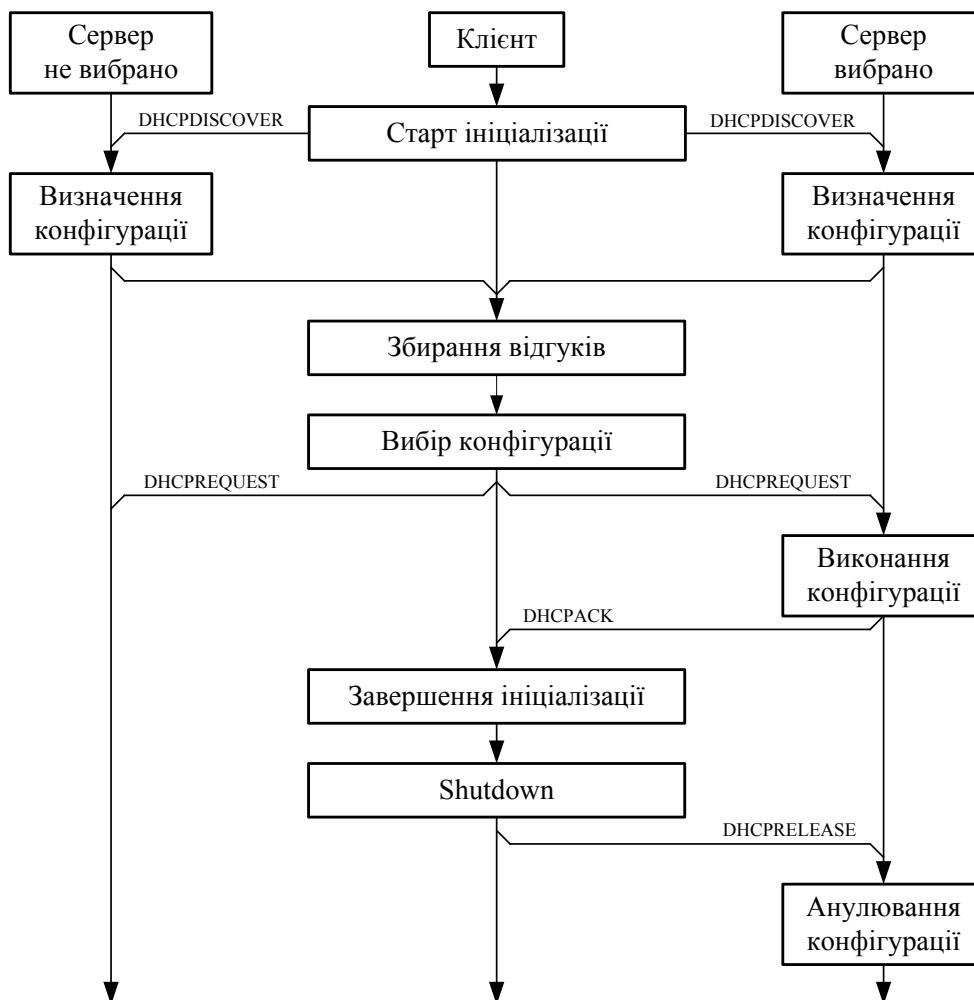 Сервер
не вибрано
Клієнт
Сервер
вибрано
DHCPDISCOVER
Старт ініціалізації
DHCPDISCOVER
Визначення
конфігурації
Визначення
конфігурації
Збирання відгуків
Вибір конфігурації
DHCPREQUEST
DHCPREQUEST
Виконання
конфігурації
DHCPACK
Завершення ініціалізації
Shutdown
DHCPRELEASE
Анулювання
конфігурації